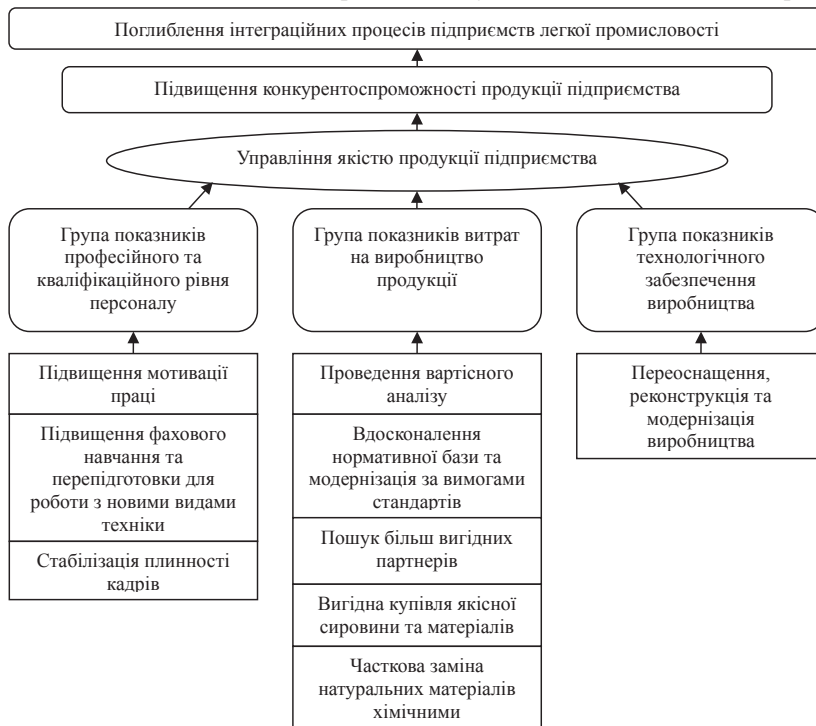 Поглиблення інтеграційних процесів підприємств легкої промисловості
Підвищення конкурентоспроможності продукції підприємства
Управління якістю продукції підприємства
Група показників
професійного та
кваліфікаційного рівня
персоналу
Група показників витрат
на виробництво
продукції
Група показників
технологічного
забезпечення
виробництва
Підвищення мотивації
праці
Підвищення фахового
навчання та
перепідготовки для
роботи з новими видами
техніки
Стабілізація плинності
кадрів
Проведення вартісного
аналізу
Вдосконалення
нормативної бази та
модернізація за вимогами
стандартів
Пошук більш вигідних
партнерів
Вигідна купівля якісної
сировини та матеріалів
Часткова заміна
натуральних матеріалів
хімічними
Переоснащення,
реконструкція та
модернізація
виробництва